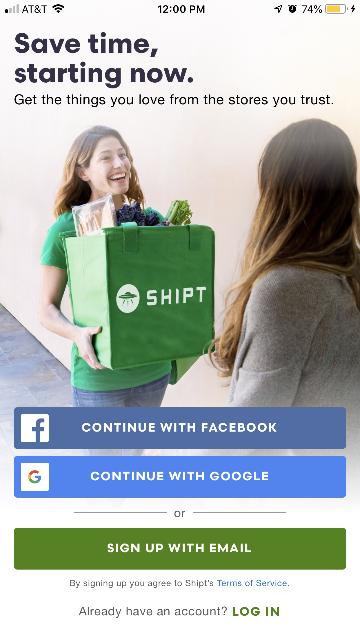 AT&T 12:00 PM 74%
Save time,
starting now.
Get the things you love from the stores you trust.
SHIPT
CONTINUE WITH FACEBOOK
CONTINUE WITH GOOGLE
or
SIGN UP WITH EMAIL
By signing up you agree to Shipt's Terms of Service.
Already have an account? LOG IN